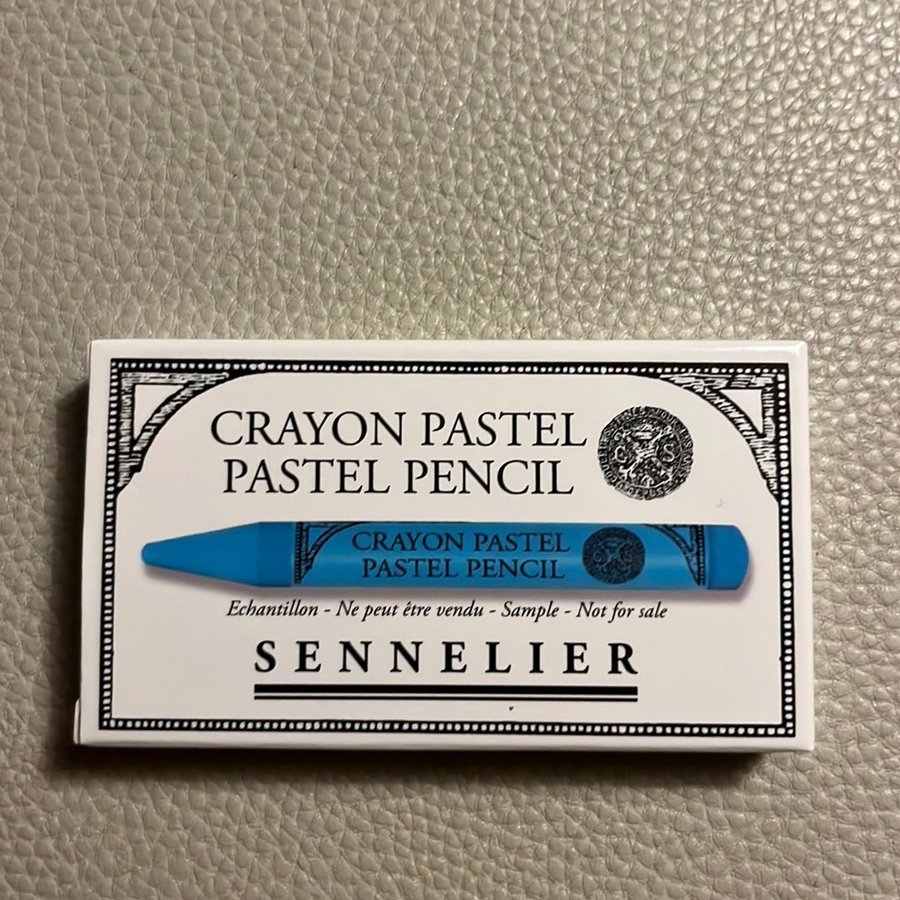 CRAYON PASTEL
PASTEL PENCIL
C S
CRAYON PASTEL
PASTEL PENCIL
Echantillon - Ne peut être vendu - Sample - Not for sale
SENNELIER